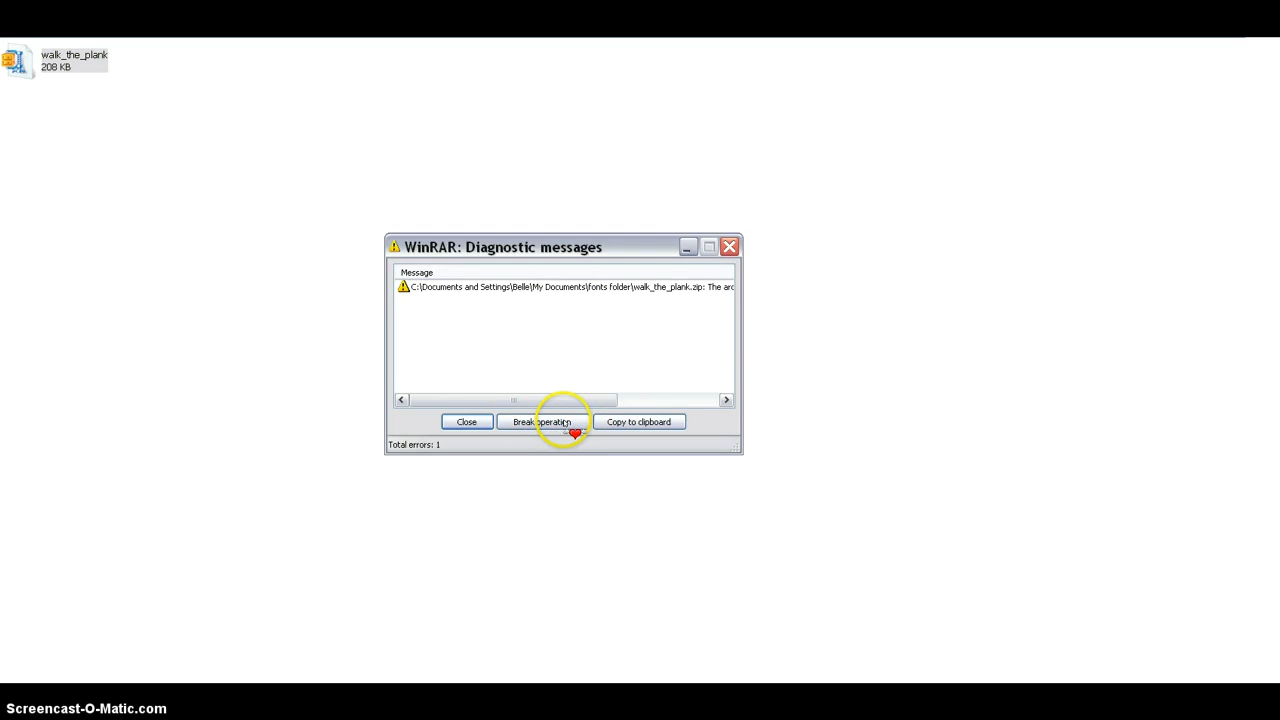 walk_the_plank
208 KB
WinRAR: Diagnostic messages
Message
C:\Documents and Settings\Belle\My Documents\fonts folder\walk_the_plank.zip: The arc
Close
Break operation
Copy to clipboard
Total errors: 1
Screencast-O-Matic.com